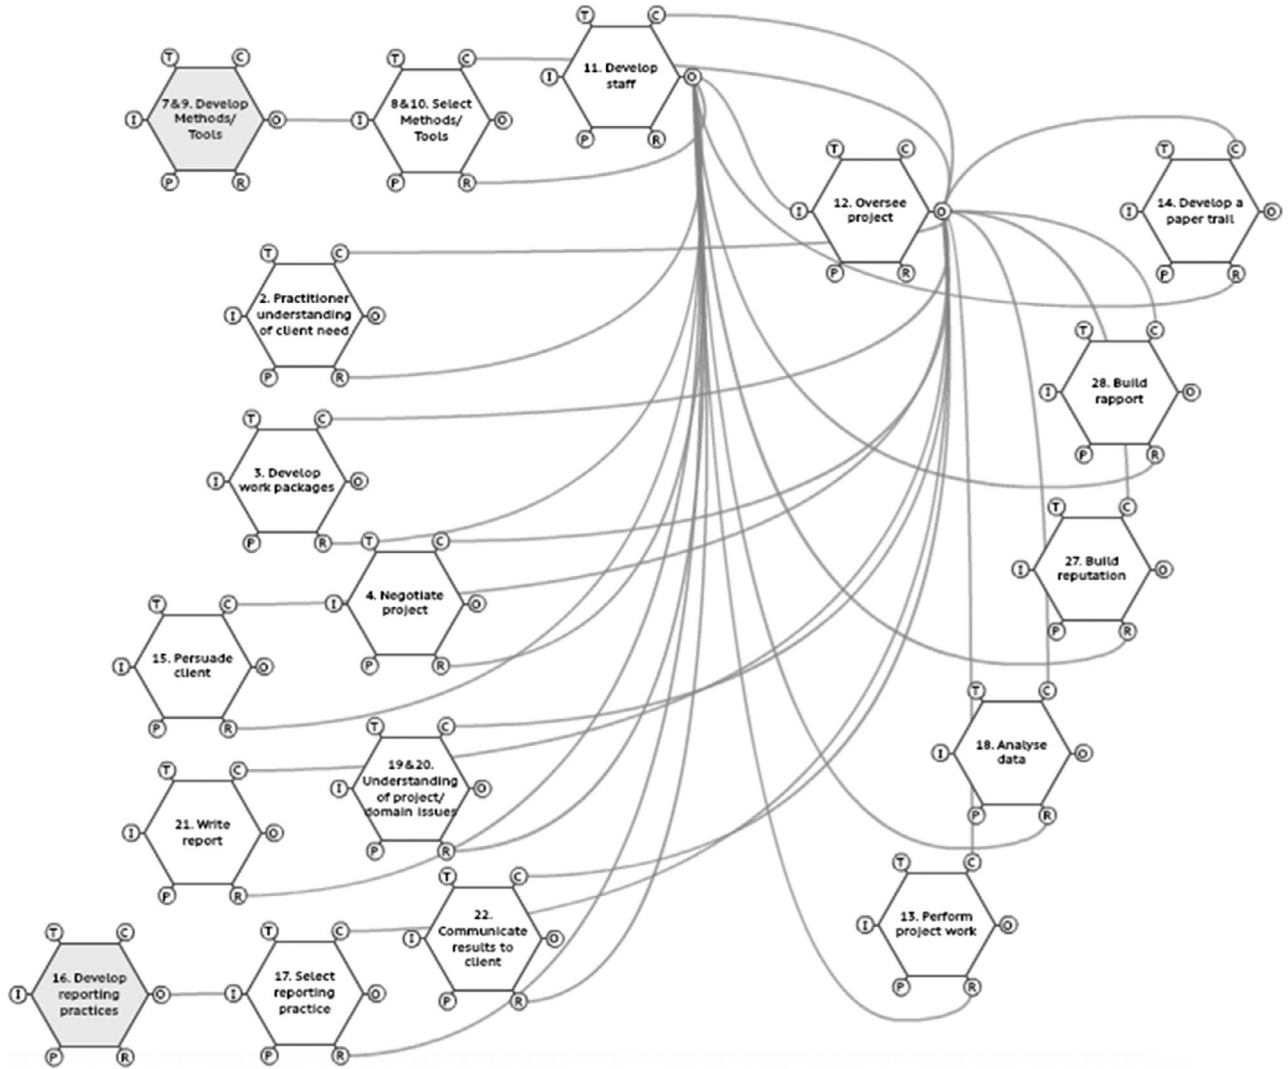 T C
11. Develop
staff
I O
P R
T C
7&9. Develop
Methods/
Tools
I O
P R
T C
8&10. Select
Methods/
Tools
I O
P R
T C
12. Oversee
project
I O
P R
T C
14. Develop a
paper trail
I O
P R
T C
2. Practitioner
understanding
of client need
I O
P R
T C
28. Build
rapport
I O
P R
T C
3. Develop
work packages
I O
P R
T C
4. Negotiate
project
I O
P R
T C
27. Build
reputation
I O
P R
T C
15. Persuade
client
I O
P R
T C
18. Analyse
data
I O
P R
T C
19&20.
Understanding
of project/
domain issues
I O
P R
T C
21. Write
report
I O
P R
T C
22.
Communicate
results to
client
I O
P R
T C
13. Perform
project work
I O
P R
T C
16. Develop
reporting
practices
I O
P R
T C
17. Select
reporting
practice
I O
P R